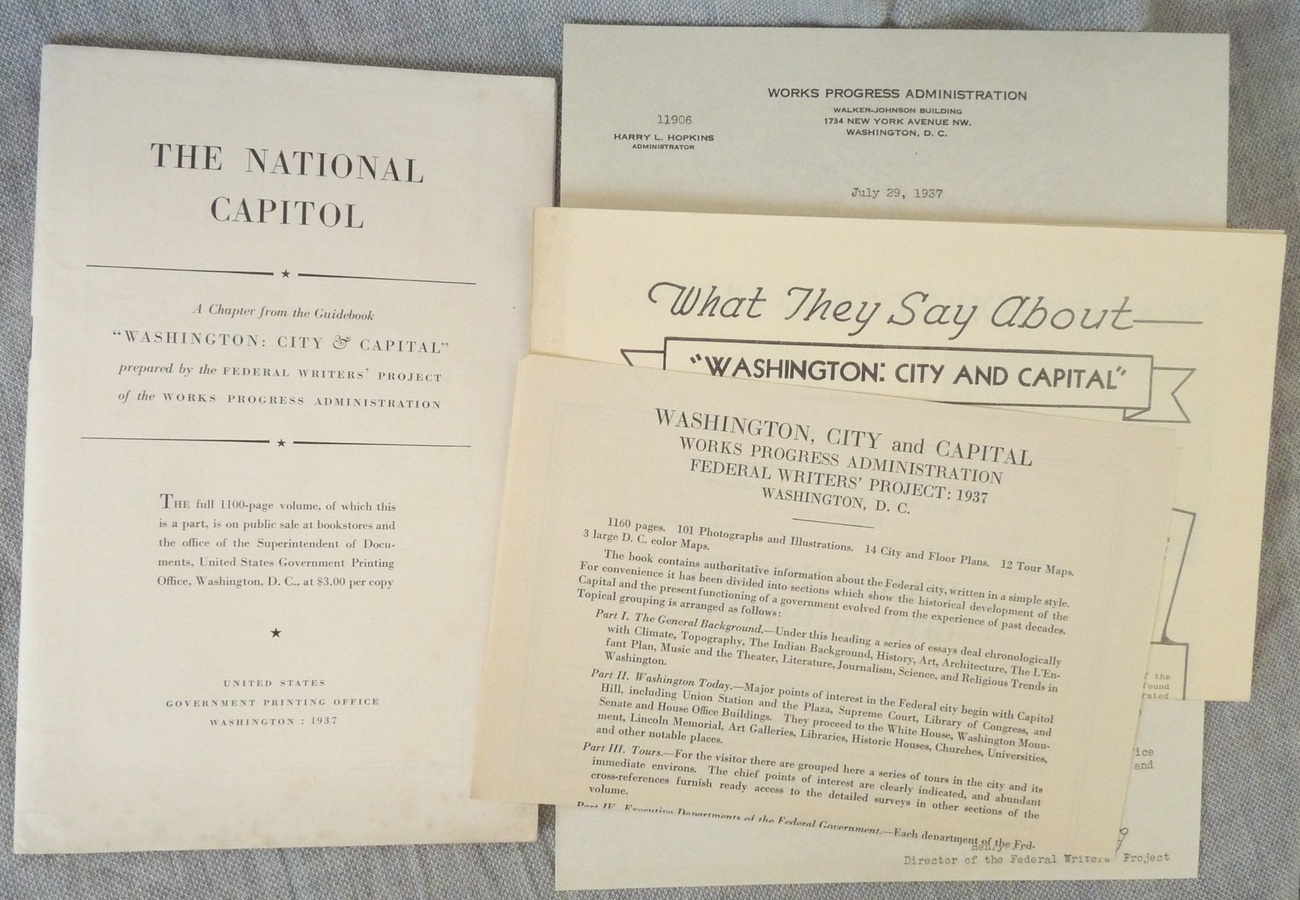 THE NATIONAL
CAPITOL
A Chapter from the Guidebook
"WASHINGTON: CITY & CAPITAL"
prepared by the FEDERAL WRITERS' PROJECT
of the WORKS PROGRESS ADMINISTRATION
THE full 1100-page volume, of which this
is a part, is on public sale at bookstores and
the office of the Superintendent of Docu-
ments, United States Government Printing
Office, Washington, D. C., at $3.00 per copy
UNITED STATES
GOVERNMENT PRINTING OFFICE
WASHINGTON : 1937
WORKS PROGRESS ADMINISTRATION
WALKER-JOHNSON BUILDING
1734 NEW YORK AVENUE NW.
WASHINGTON, D. C.
11906
HARRY L. HOPKINS
ADMINISTRATOR
July 29, 1937
What They Say About
"WASHINGTON: CITY AND CAPITAL"
WASHINGTON, CITY and CAPITAL
WORKS PROGRESS ADMINISTRATION
FEDERAL WRITERS' PROJECT: 1937
WASHINGTON, D. C.
1160 pages. 101 Photographs and Illustrations. 14 City and Floor Plans. 12 Tour Maps.
3 large D. C. color Maps.
The book contains authoritative information about the Federal city, written in a simple style.
For convenience it has been divided into sections which show the historical development of the
Capital and the present functioning of a government evolved from the experience of past decades.
Topical grouping is arranged as follows:
Part I. The General Background.—Under this heading a series of essays deal chronologically
with Climate, Topography, The Indian Background, History, Art, Architecture, The L'En-
fant Plan, Music and the Theater, Literature, Journalism, Science, and Religious Trends in
Washington.
Part II. Washington Today.—Major points of interest in the Federal city begin with Capitol
Hill, including Union Station and the Plaza, Supreme Court, Library of Congress, and
Senate and House Office Buildings. They proceed to the White House, Washington Monu-
ment, Lincoln Memorial, Art Galleries, Libraries, Historic Houses, Churches, Universities,
and other notable places.
Part III. Tours.—For the visitor there are grouped here a series of tours in the city and its
immediate environs. The chief points of interest are clearly indicated, and abundant
cross-references furnish ready access to the detailed surveys in other sections of the
volume.
Part IV. Executive Departments of the Federal Government.—Each department of the Fed-
the
ice
and
Director of the Federal Writers Project